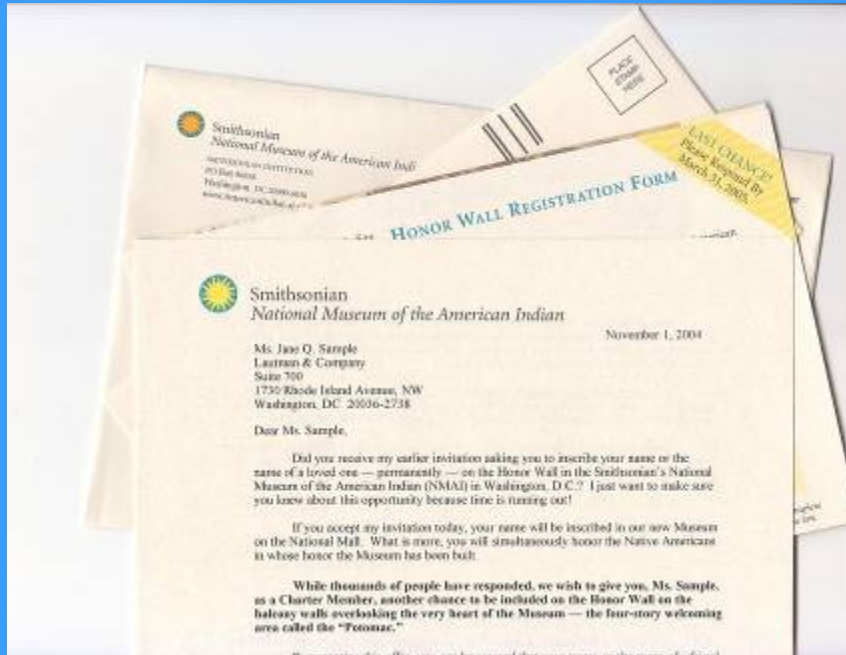 PLACE
STAMP
HERE
Smithsonian
National Museum of the American Indi
SMITHSONIAN INSTITUTION
PO Box
Washington, DC
LAST CHANCE!
Please Respond By
March 31, 2005.
HONOR WALL REGISTRATION FORM
Smithsonian
National Museum of the American Indian
November 1, 2004
Ms. Jane Q. Sample
Lautman & Company
Suite 700
1730 Rhode Island Avenue, NW
Washington, DC 20036-2738
Dear Ms. Sample,
Did you receive my earlier invitation asking you to inscribe your name or the
name of a loved one — permanently — on the Honor Wall in the Smithsonian's National
Museum of the American Indian (NMAI) in Washington, D.C.? I just want to make sure
you knew about this opportunity because time is running out!
If you accept my invitation today, your name will be inscribed in our new Museum
on the National Mall. What is more, you will simultaneously honor the Native Americans
in whose honor the Museum has been built.
While thousands of people have responded, we wish to give you, Ms. Sample,
as a Charter Member, another chance to be included on the Honor Wall on the
balcony walls overlooking the very heart of the Museum — the four-story welcoming
area called the "Potomac."